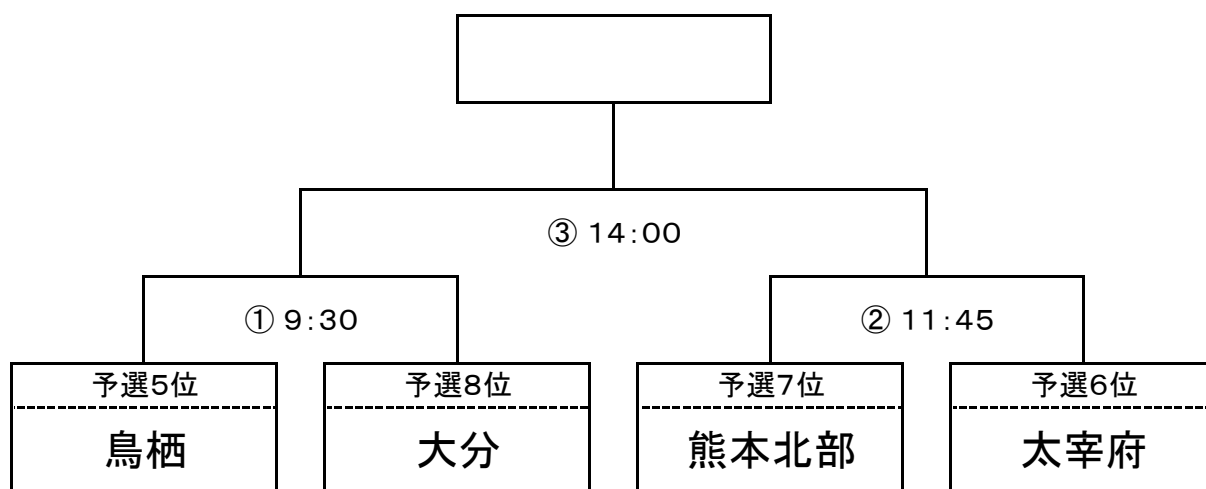 ③ 14:00
① 9:30
② 11:45
予選5位
予選8位
予選7位
予選6位
鳥栖
大分
熊本北部
太宰府